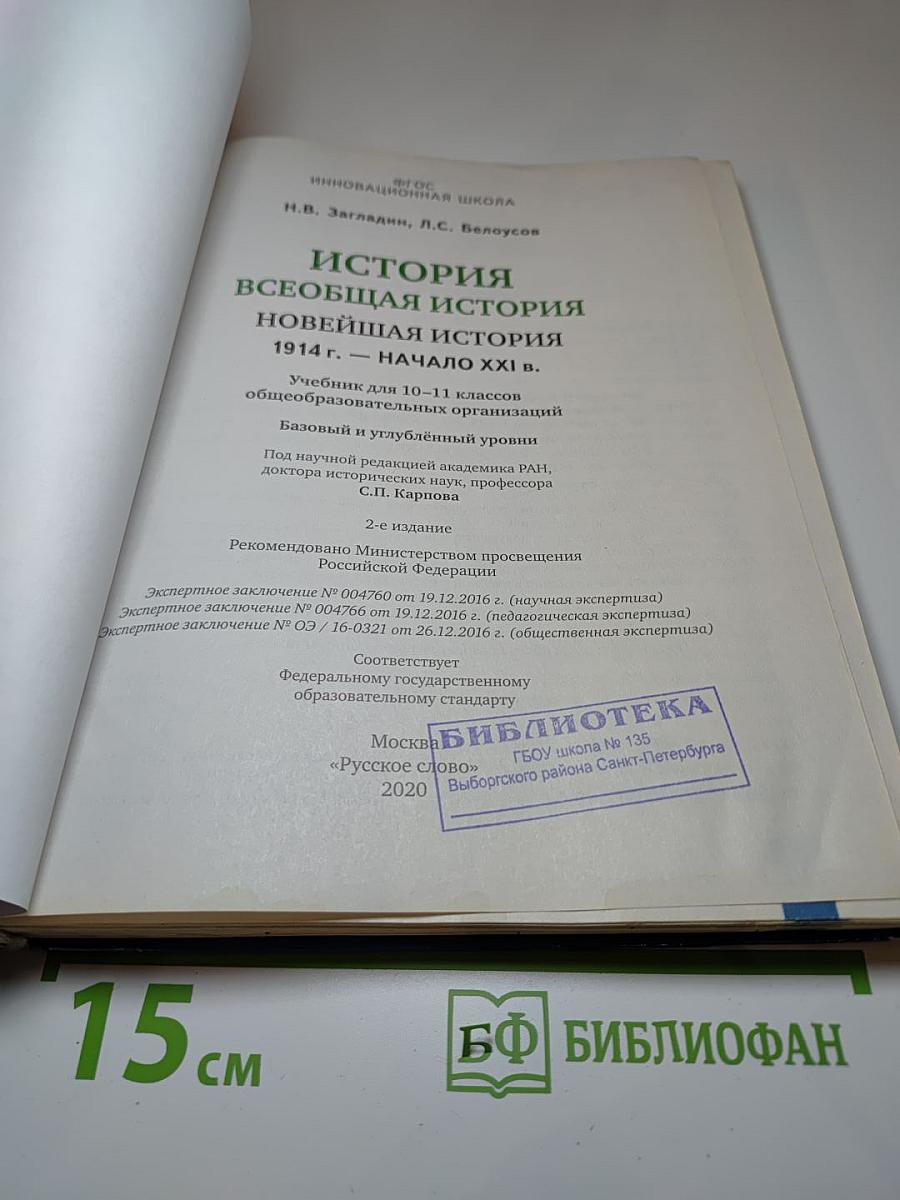 ФГОС
ИННОВАЦИОННАЯ ШКОЛА
Н.В. Загладин, Л.С. Белоусов
ИСТОРИЯ
ВСЕОБЩАЯ ИСТОРИЯ
НОВЕЙШАЯ ИСТОРИЯ
1914 г. — НАЧАЛО XXI в.
Учебник для 10–11 классов
общеобразовательных организаций
Базовый и углублённый уровни
Под научной редакцией академика РАН,
доктора исторических наук, профессора
С.П. Карпова
2-е издание
Рекомендовано Министерством просвещения
Российской Федерации
Экспертное заключение № 004760 от 19.12.2016 г. (научная экспертиза)
Экспертное заключение № 004766 от 19.12.2016 г. (педагогическая экспертиза)
Экспертное заключение № ОЭ / 16-0321 от 26.12.2016 г. (общественная экспертиза)
Соответствует
Федеральному государственному
образовательному стандарту
Москва
«Русское слово»
2020
БИБЛИОТЕКА
ГБОУ школа № 135
Выборгского района Санкт-Петербурга
15 см
БФ БИБЛИОФАН